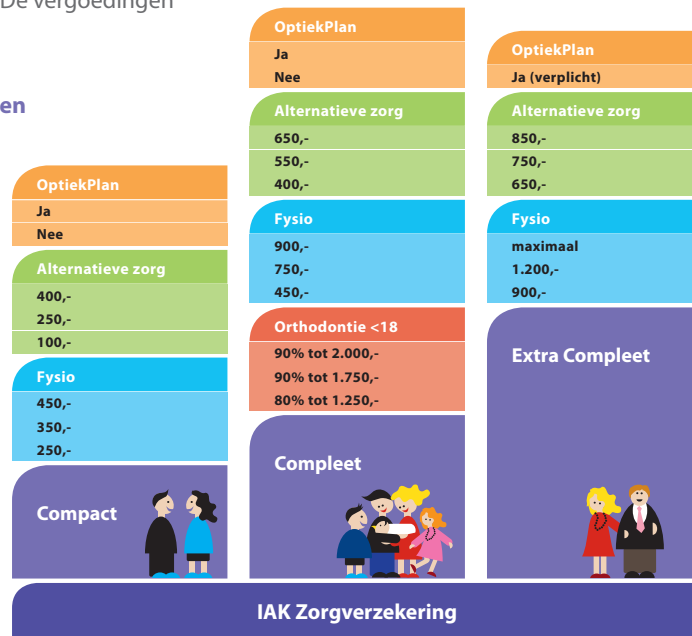 De vergoedingen
en
OptiekPlan
Ja
Nee
Alternatieve zorg
400,-
250,-
100,-
Fysio
450,-
350,-
250,-
Compact
OptiekPlan
Ja
Nee
Alternatieve zorg
650,-
550,-
400,-
Fysio
900,-
750,-
450,-
Orthodontie <18
90% tot 2.000,-
90% tot 1.750,-
80% tot 1.250,-
Compleet
OptiekPlan
Ja (verplicht)
Alternatieve zorg
850,-
750,-
650,-
Fysio
maximaal
1.200,-
900,-
Extra Compleet
IAK Zorgverzekering